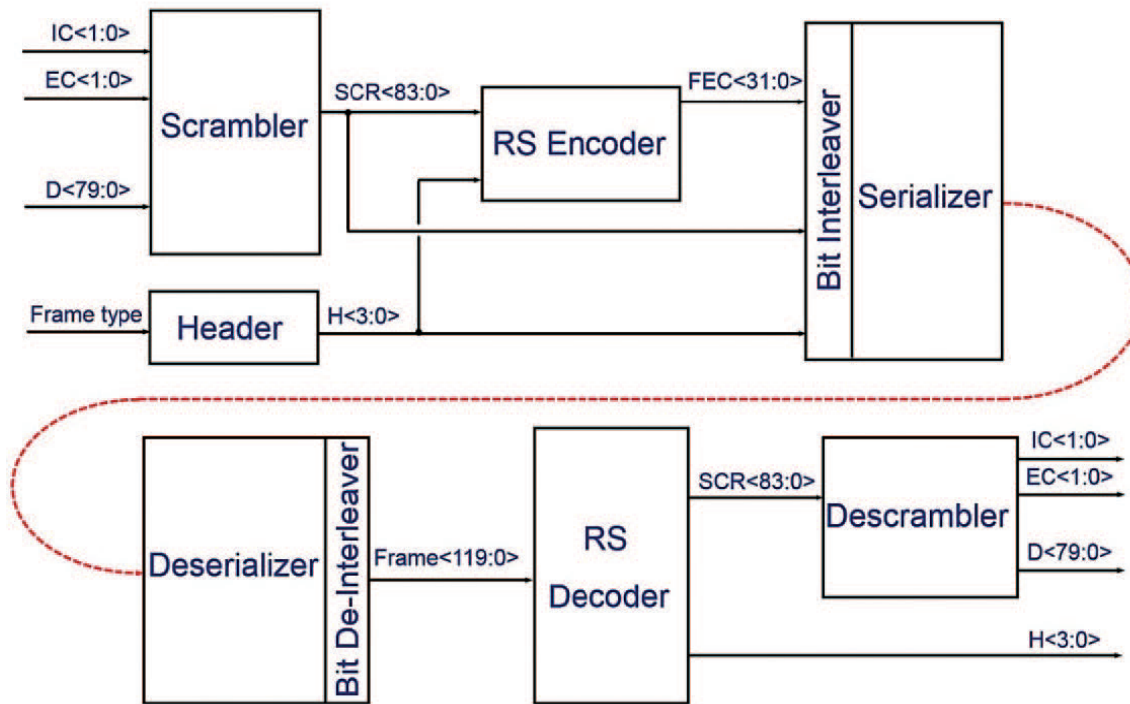 IC<1:0>
EC<1:0>
D<79:0>
Scrambler
SCR<83:0>
RS Encoder
FEC<31:0>
Bit Interleaver
Serializer
Frame type
Header
H<3:0>
Deserializer
Bit De-Interleaver
Frame<119:0>
RS
Decoder
SCR<83:0>
Descrambler
IC<1:0>
EC<1:0>
D<79:0>
H<3:0>